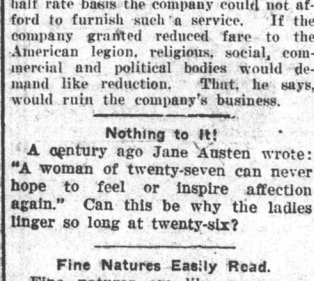 half rate basis the company could not af-
ford to furnish such a service. If the
company granted reduced fare to the
American legion, religious, social, com-
mercial and political bodies would de-
mand like reduction. That, he says,
would ruin the company's business.
Nothing to It!
A century ago Jane Austen wrote:
"A woman of twenty-seven can never
hope to feel or inspire affection
again." Can this be why the ladies
linger so long at twenty-six?
Fine Natures Easily Read.